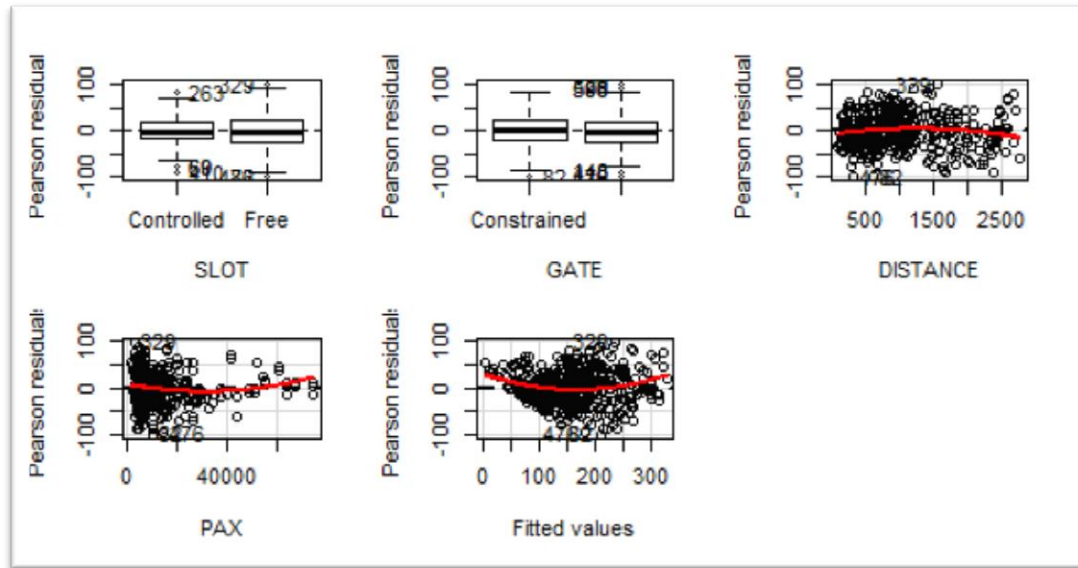 Pearson residual
100
0
-100
263
329
Controlled
Free
SLOT
Pearson residual
100
0
-100
Constrained
GATE
Pearson residual
100
0
-100
329
500
1500
2500
DISTANCE
Pearson residuals
100
0
-100
329
0
40000
PAX
Pearson residuals
100
0
-100
329
0
100
200
300
Fitted values